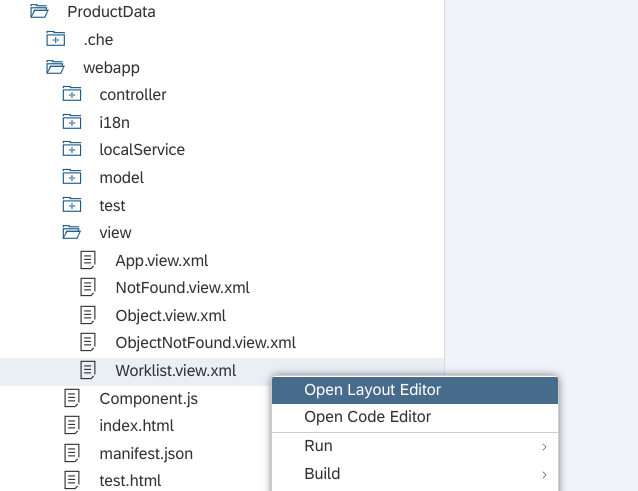 ProductData
.che
webapp
controller
i18n
localService
model
test
view
App.view.xml
NotFound.view.xml
Object.view.xml
ObjectNotFound.view.xml
Worklist.view.xml
Open Layout Editor
Component.js
Open Code Editor
index.html
Run
manifest.json
Build
test.html